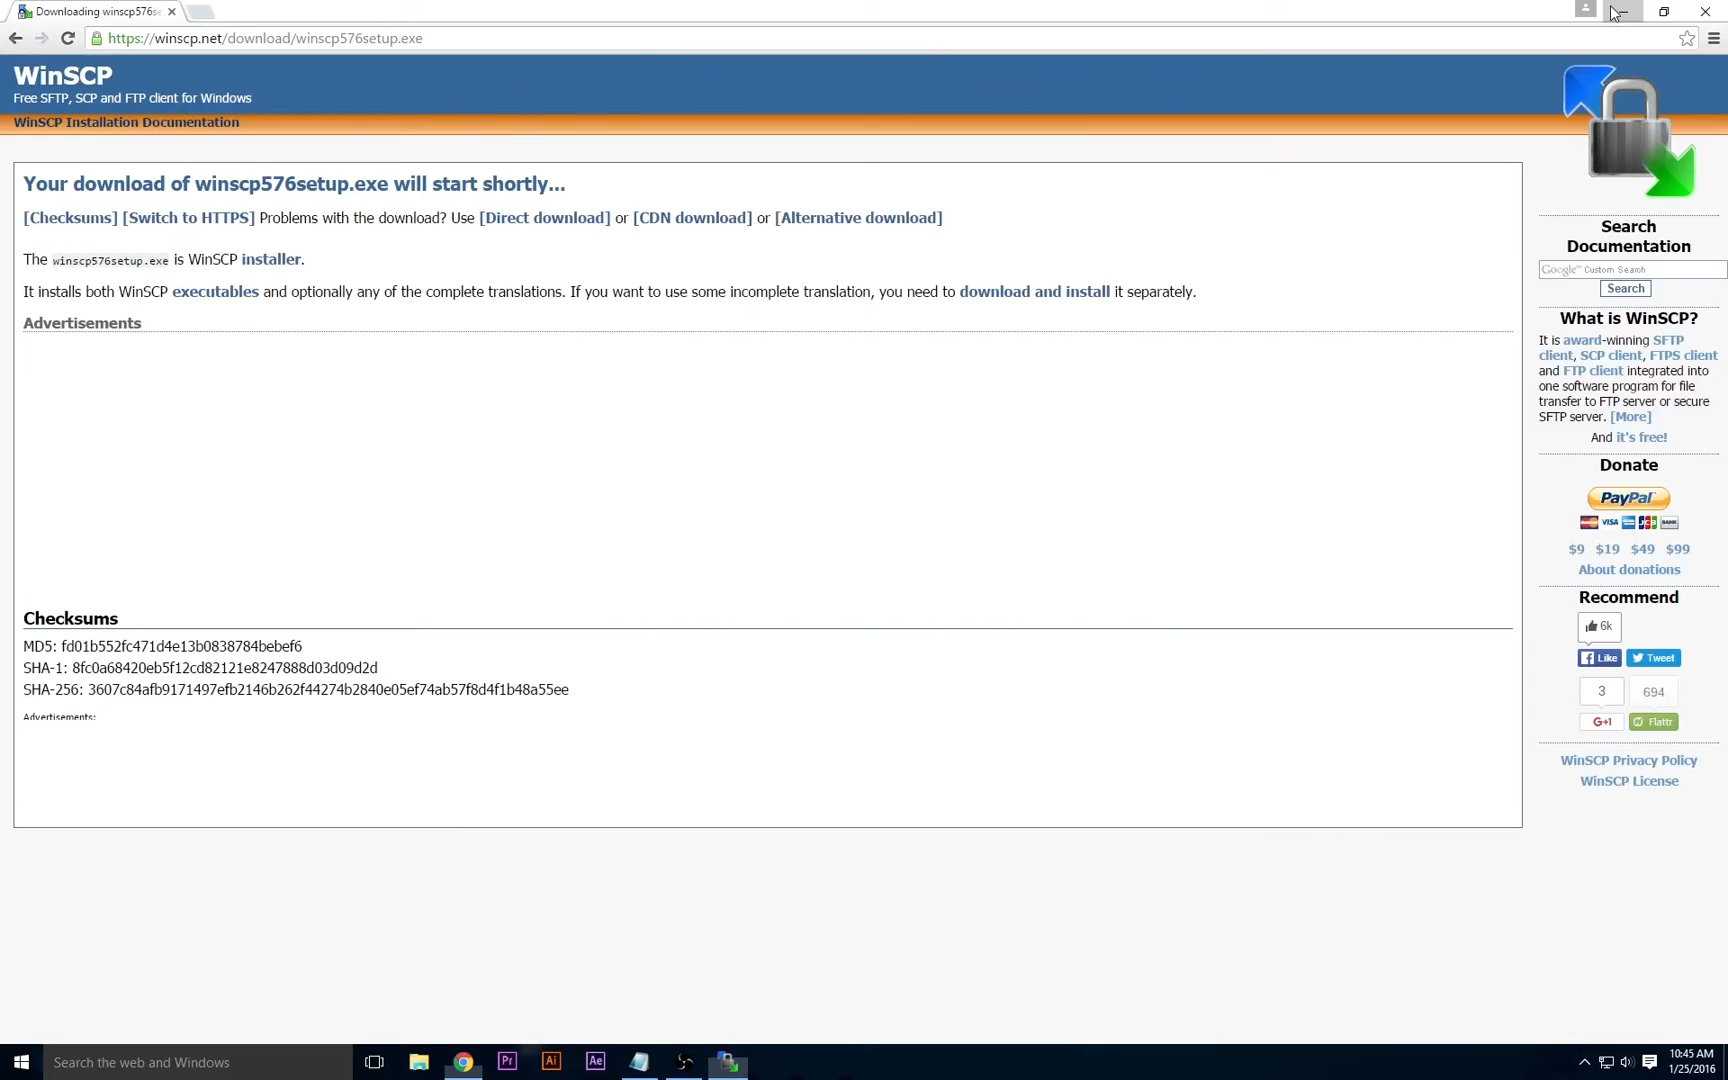 Downloading winscp576s
https://winscp.net/download/winscp576setup.exe
WinSCP
Free SFTP, SCP and FTP client for Windows
WinSCP Installation Documentation
Your download of winscp576setup.exe will start shortly...
[Checksums] [Switch to HTTPS] Problems with the download? Use [Direct download] or [CDN download] or [Alternative download]
The winscp576setup.exe is WinSCP installer.
It installs both WinSCP executables and optionally any of the complete translations. If you want to use some incomplete translation, you need to download and install it separately.
Advertisements
Checksums
MD5: fd01b552fc471d4e13b0838784bebef6
SHA-1: 8fc0a68420eb5f12cd82121e8247888d03d09d2d
SHA-256: 3607c84afb9171497efb2146b262f44274b2840e05ef74ab57f8d4f1b48a55ee
Advertisements:
Search
Documentation
Google™ Custom Search
Search
What is WinSCP?
It is award-winning SFTP
client, SCP client, FTPS client
and FTP client integrated into
one software program for file
transfer to FTP server or secure
SFTP server. [More]
And it's free!
Donate
PayPal
VISA JCB BANK
$9 $19 $49 $99
About donations
Recommend
6k
Like Tweet
3 694
G+1 Flattr
WinSCP Privacy Policy
WinSCP License
Search the web and Windows
Pr Ai Ae
10:45 AM
1/25/2016